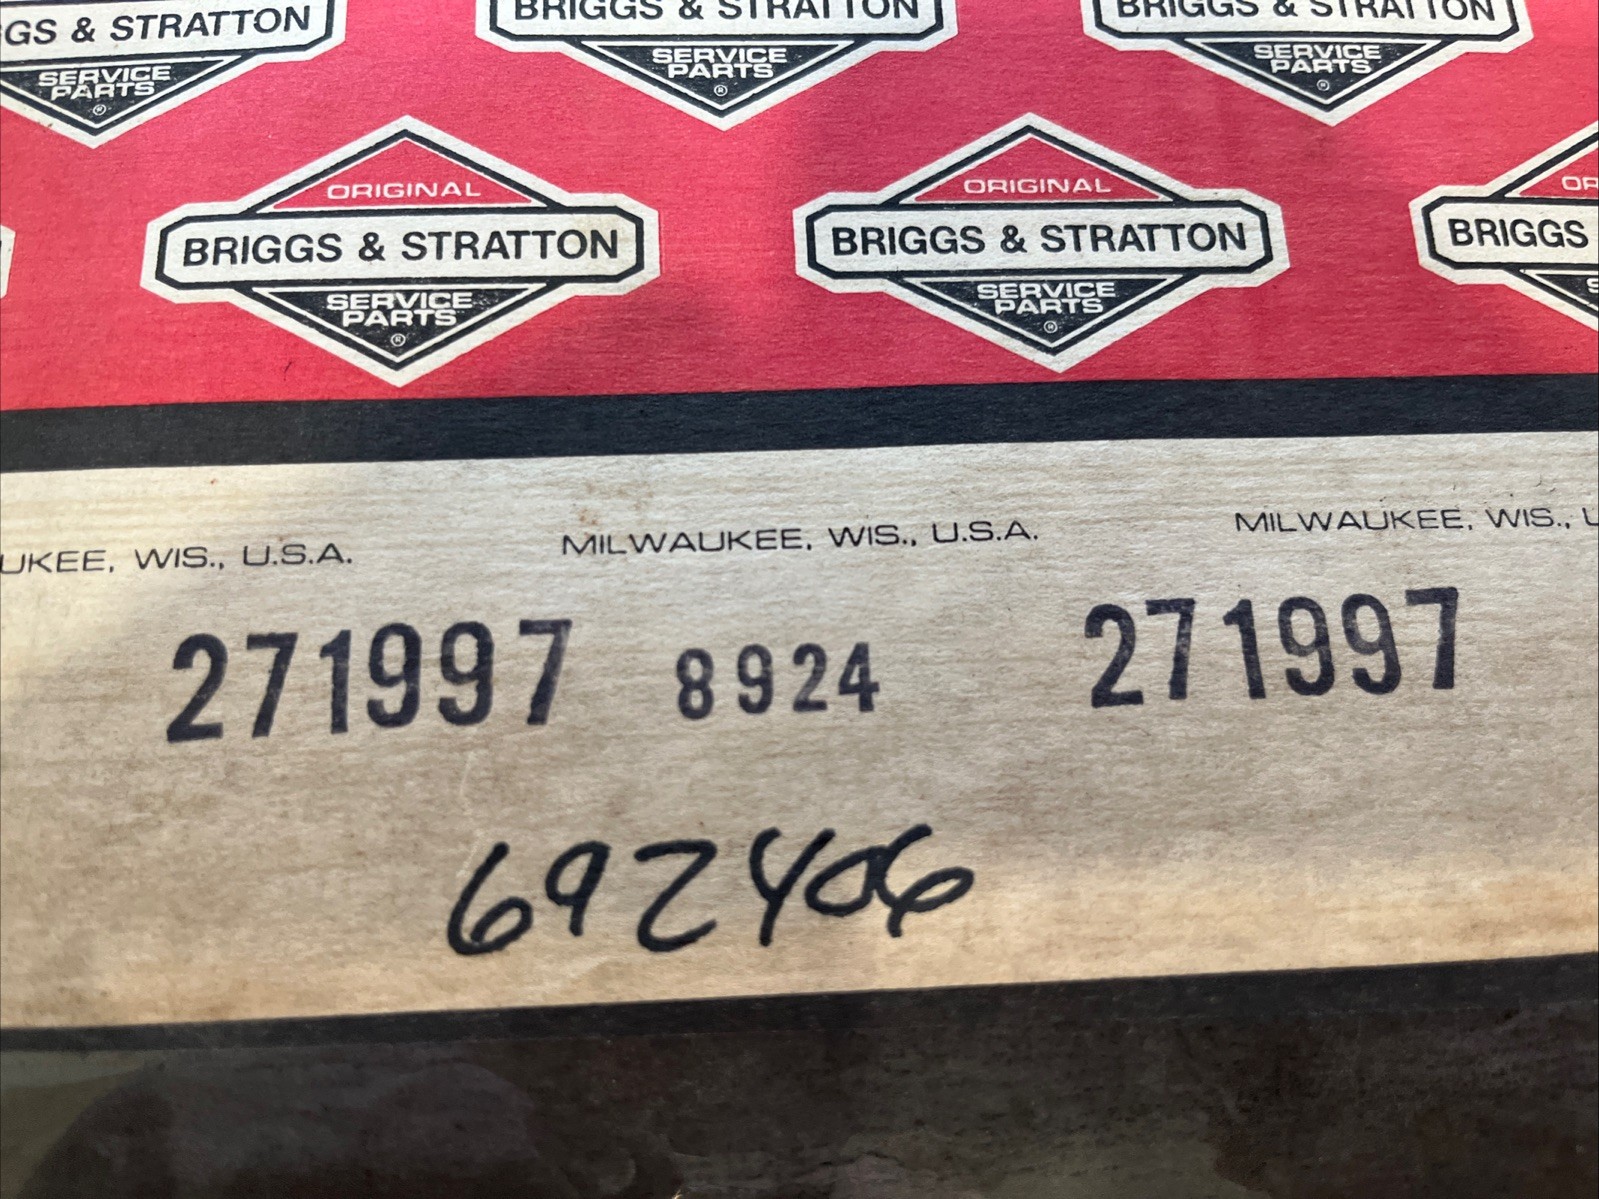 GS & STRATTON
SERVICE
PARTS
®
BRIGGS & STRATTON
SERVICE
PARTS
®
BRIGGS & STRATTON
SERVICE
PARTS
®
ORIGINAL
BRIGGS & STRATTON
SERVICE
PARTS
®
ORIGINAL
BRIGGS & STRATTON
SERVICE
PARTS
®
OR
BRIGGS
S
UKEE, WIS., U.S.A.
MILWAUKEE, WIS., U.S.A.
MILWAUKEE, WIS., U
271997 8924 271997
692406